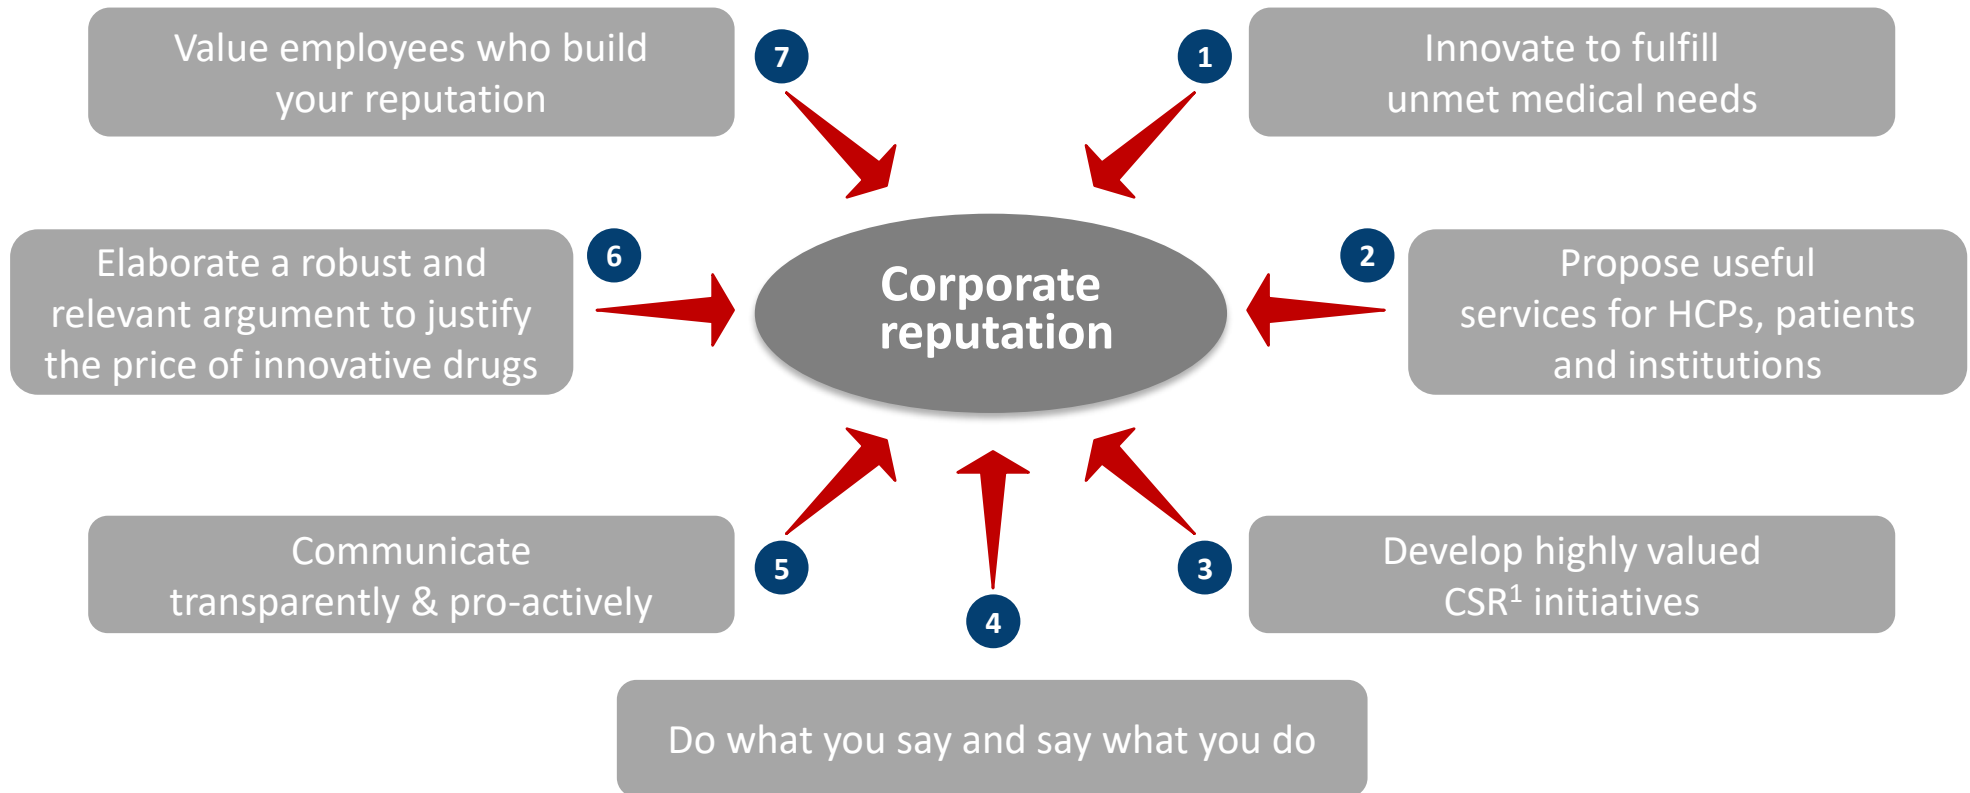 Value employees who build
your reputation
7
1
Innovate to fulfill
unmet medical needs
Elaborate a robust and
relevant argument to justify
the price of innovative drugs
6
Corporate
reputation
2
Propose useful
services for HCPs, patients
and institutions
Communicate
transparently & pro-actively
5
4
3
Develop highly valued
CSR¹ initiatives
Do what you say and say what you do